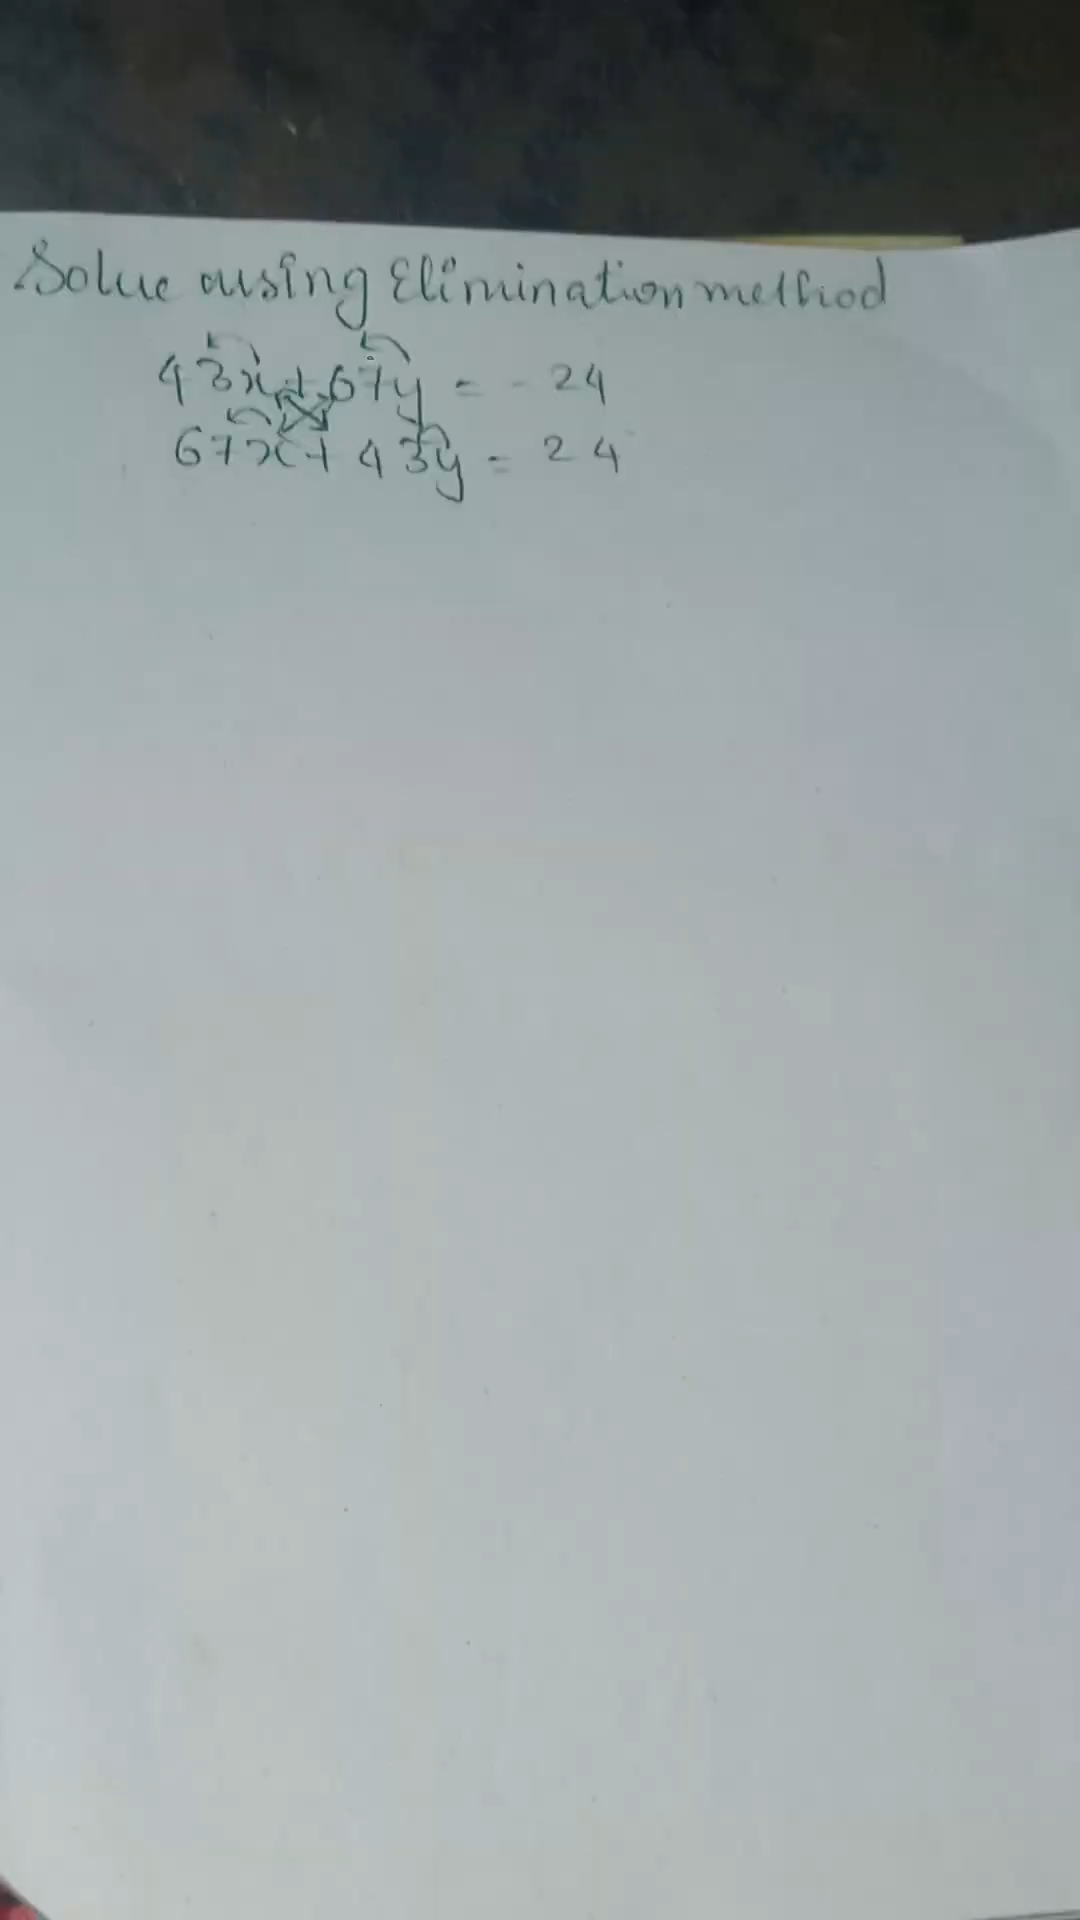 Solve using Elimination method
43x + 67y = - 24
67x + 43y = 24